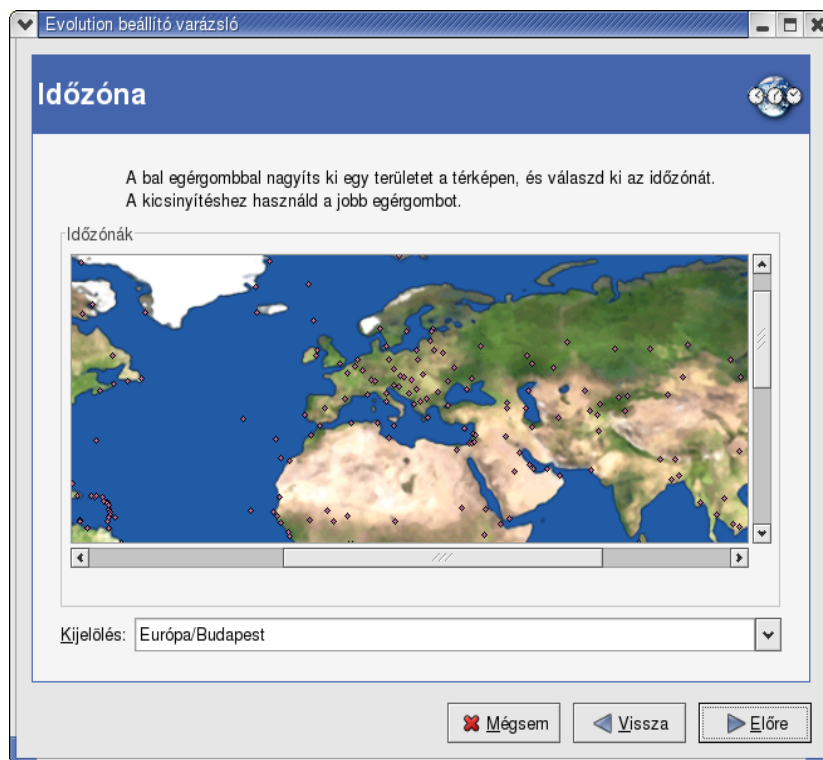 Evolution beállító varázsló
Időzóna
A bal egérgombbal nagyíts ki egy területet a térképen, és válaszd ki az időzónát.
A kicsinyítéshez használd a jobb egérgombot.
Időzónák
Kijelölés: Európa/Budapest
Mégsem Vissza Előre